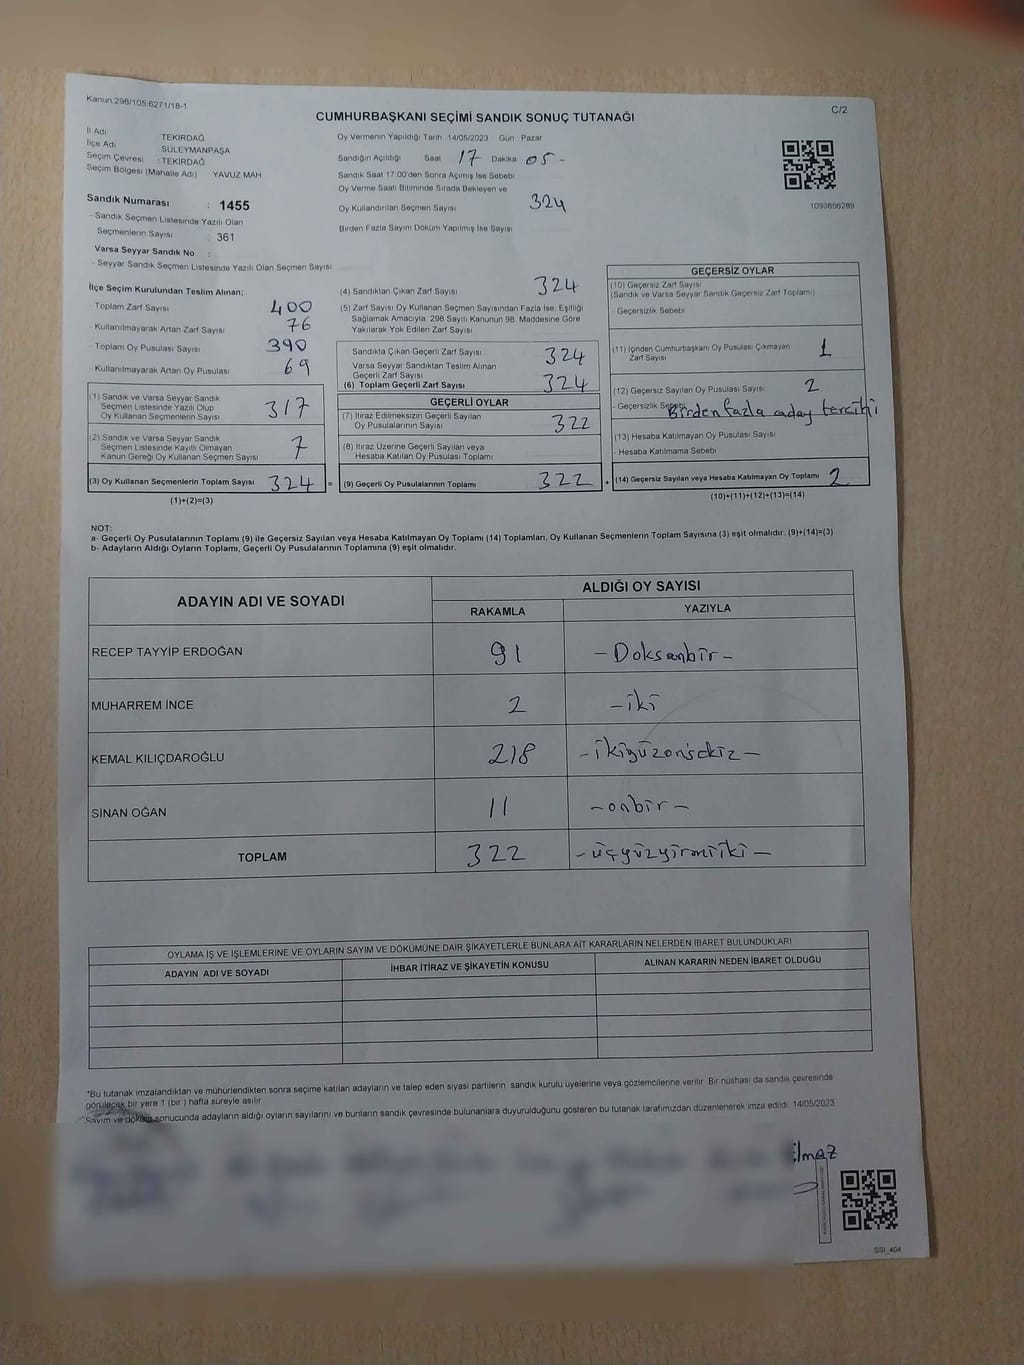 Kanun:298/105;6271/18-1
C/2
CUMHURBAŞKANI SEÇİMİ SANDIK SONUÇ TUTANAĞI
İl Adı : TEKİRDAĞ
İlçe Adı : SÜLEYMANPAŞA
Seçim Çevresi : TEKİRDAĞ
Seçim Bölgesi (Mahalle Adı) YAVUZ MAH
Oy Vermenin Yapıldığı Tarih 14/05/2023 Gün Pazar
Sandığın Açıldığı Saat 17 Dakika 05 -
Sandık Saat 17:00'den Sonra Açılmış İse Sebebi
Oy Verme Saati Bitiminde Sırada Bekleyen ve
Oy Kullandırılan Seçmen Sayısı 324
Birden Fazla Sayım Döküm Yapılmış İse Sayısı
1093856289
Sandık Numarası : 1455
- Sandık Seçmen Listesinde Yazılı Olan
Seçmenlerin Sayısı : 361
Varsa Seyyar Sandık No :
- Seyyar Sandık Seçmen Listesinde Yazılı Olan Seçmen Sayısı
İlçe Seçim Kurulundan Teslim Alınan;
- Toplam Zarf Sayısı 400
- Kullanılmayarak Artan Zarf Sayısı 76
- Toplam Oy Pusulası Sayısı 390
- Kullanılmayarak Artan Oy Pusulası 69
(1) Sandık ve Varsa Seyyar Sandık
Seçmen Listesinde Yazılı Olup
Oy Kullanan Seçmenlerin Sayısı 317
(2) Sandık ve Varsa Seyyar Sandık
Seçmen Listesinde Kayıtlı Olmayan
Kanun Gereği Oy Kullanan Seçmen Sayısı 7
(3) Oy Kullanan Seçmenlerin Toplam Sayısı 324 =
(1)+(2)=(3)
(4) Sandıktan Çıkan Zarf Sayısı 324
(5) Zarf Sayısı Oy Kullanan Seçmen Sayısından Fazla İse, Eşitliği
Sağlamak Amacıyla, 298 Sayılı Kanunun 98. Maddesine Göre
Yakılarak Yok Edilen Zarf Sayısı
Sandıkta Çıkan Geçerli Zarf Sayısı 324
Varsa Seyyar Sandıktan Teslim Alınan
Geçerli Zarf Sayısı
(6) Toplam Geçerli Zarf Sayısı 324
GEÇERLİ OYLAR
(7) İtiraz Edilmeksizin Geçerli Sayılan
Oy Pusulalarının Sayısı 322
(8) İtiraz Üzerine Geçerli Sayılan veya
Hesaba Katılan Oy Pusulası Toplamı
(9) Geçerli Oy Pusulalarının Toplamı 322 +
GEÇERSİZ OYLAR
(10) Geçersiz Zarf Sayısı
(Sandık ve Varsa Seyyar Sandık Geçersiz Zarf Toplamı)
- Geçersizlik Sebebi
(11) İçinden Cumhurbaşkanı Oy Pusulası Çıkmayan
Zarf Sayısı 1
(12) Geçersiz Sayılan Oy Pusulası Sayısı 2
- Geçersizlik Sebebi Birden fazla aday tercihi
(13) Hesaba Katılmayan Oy Pusulası Sayısı
- Hesaba Katılmama Sebebi
(14) Geçersiz Sayılan veya Hesaba Katılmayan Oy Toplamı 2
(10)+(11)+(12)+(13)=(14)
NOT:
a- Geçerli Oy Pusulalarının Toplamı (9) ile Geçersiz Sayılan veya Hesaba Katılmayan Oy Toplamı (14) Toplamları, Oy Kullanan Seçmenlerin Toplam Sayısına (3) eşit olmalıdır. (9)+(14)=(3)
b- Adayların Aldığı Oyların Toplamı, Geçerli Oy Pusulalarının Toplamına (9) eşit olmalıdır.
ADAYIN ADI VE SOYADI
ALDIĞI OY SAYISI
RAKAMLA YAZIYLA
RECEP TAYYİP ERDOĞAN 91 - Doksanbir -
MUHARREM İNCE 2 - iki
KEMAL KILIÇDAROĞLU 218 - ikiyüzonsekiz -
SİNAN OĞAN 11 - onbir -
TOPLAM 322 - üçyüzyirmiiki -
OYLAMA İŞ VE İŞLEMLERİNE VE OYLARIN SAYIM VE DÖKÜMÜNE DAİR ŞİKAYETLERLE BUNLARA AİT KARARLARIN NELERDEN İBARET BULUNDUKLARI
ADAYIN ADI VE SOYADI İHBAR İTİRAZ VE ŞİKAYETİN KONUSU ALINAN KARARIN NEDEN İBARET OLDUĞU
*Bu tutanak imzalandıktan ve mühürlendikten sonra seçime katılan adayların ve talep eden siyasi partilerin sandık kurulu üyelerine veya gözlemcilerine verilir. Bir nüshası da sandık çevresinde
görülecek bir yere 1 (bir ) hafta süreyle asılır.
Sayım ve döküm sonucunda adayların aldığı oyların sayılarını ve bunların sandık çevresinde bulunanlara duyurulduğunu gösteren bu tutanak tarafımızdan düzenlenerek imza edildi. 14/05/2023
SSI_404